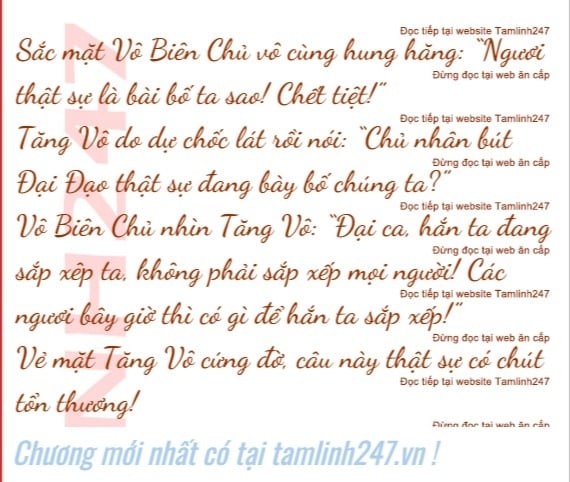 Đọc tiếp tại website Tamlinh247
Sắc mặt Vô Biên Chủ vô cùng hung hăng: “Ngươi
Đừng đọc tại web ăn cắp
thật sự là bài bố ta sao! Chết tiệt!”
Đọc tiếp tại website Tamlinh247
Tăng Vô do dự chốc lát rồi nói: “Chủ nhân bút
Đừng đọc tại web ăn cắp
Đại Đạo thật sự đang bày bố chúng ta?”
Đọc tiếp tại website Tamlinh247
Vô Biên Chủ nhìn Tăng Vô: “Đại ca, hắn ta đang
Đừng đọc tại web ăn cắp
sắp xếp ta, không phải sắp xếp mọi người! Các
Đọc tiếp tại website Tamlinh247
ngươi bây giờ thì có gì để hắn ta sắp xếp!”
Đừng đọc tại web ăn cắp
Vẻ mặt Tăng Vô cứng đờ, câu này thật sự có chút
Đọc tiếp tại website Tamlinh247
tổn thương!
Đừng đọc tại web ăn cắp
NH247
Chương mới nhất có tại tamlinh247.vn !